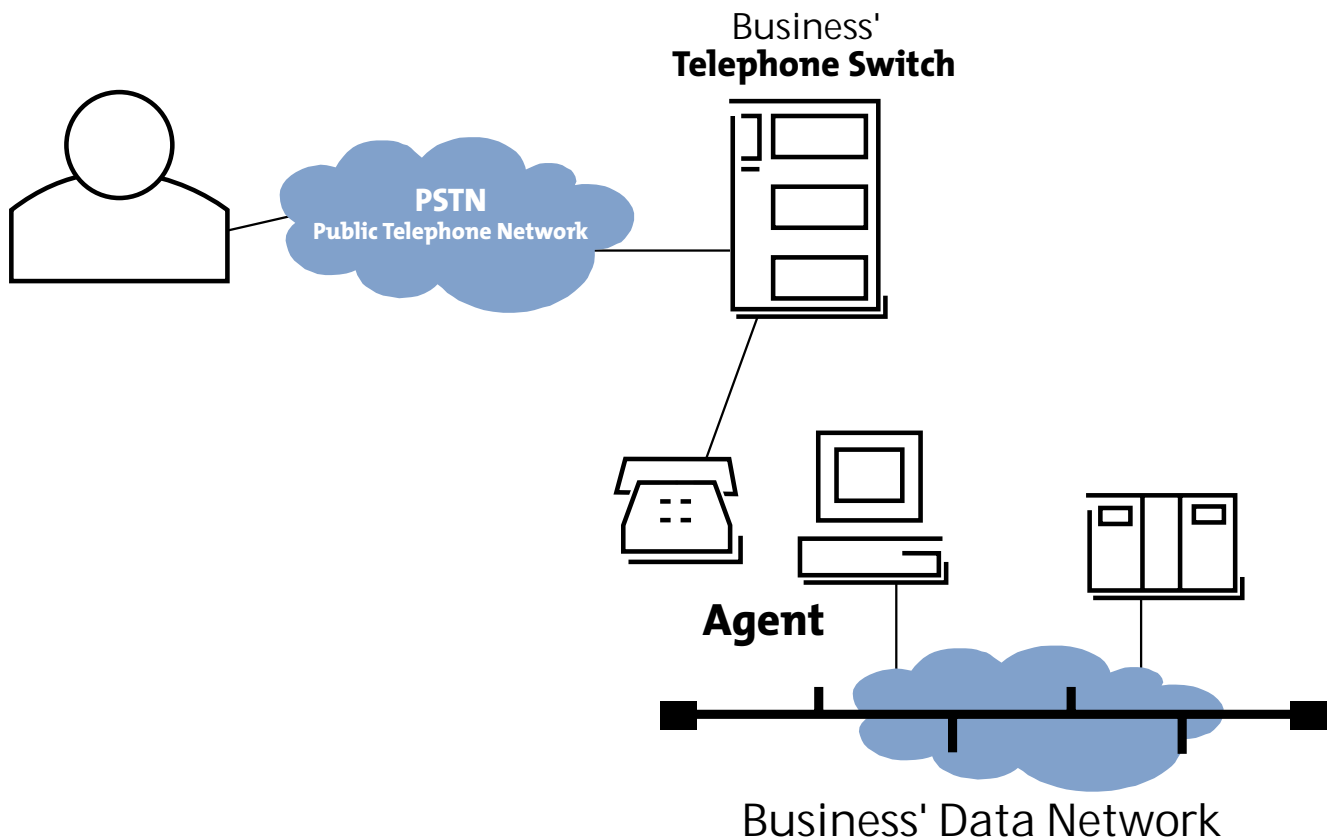 Business'
Telephone Switch
PSTN
Public Telephone Network
Agent
Business' Data Network